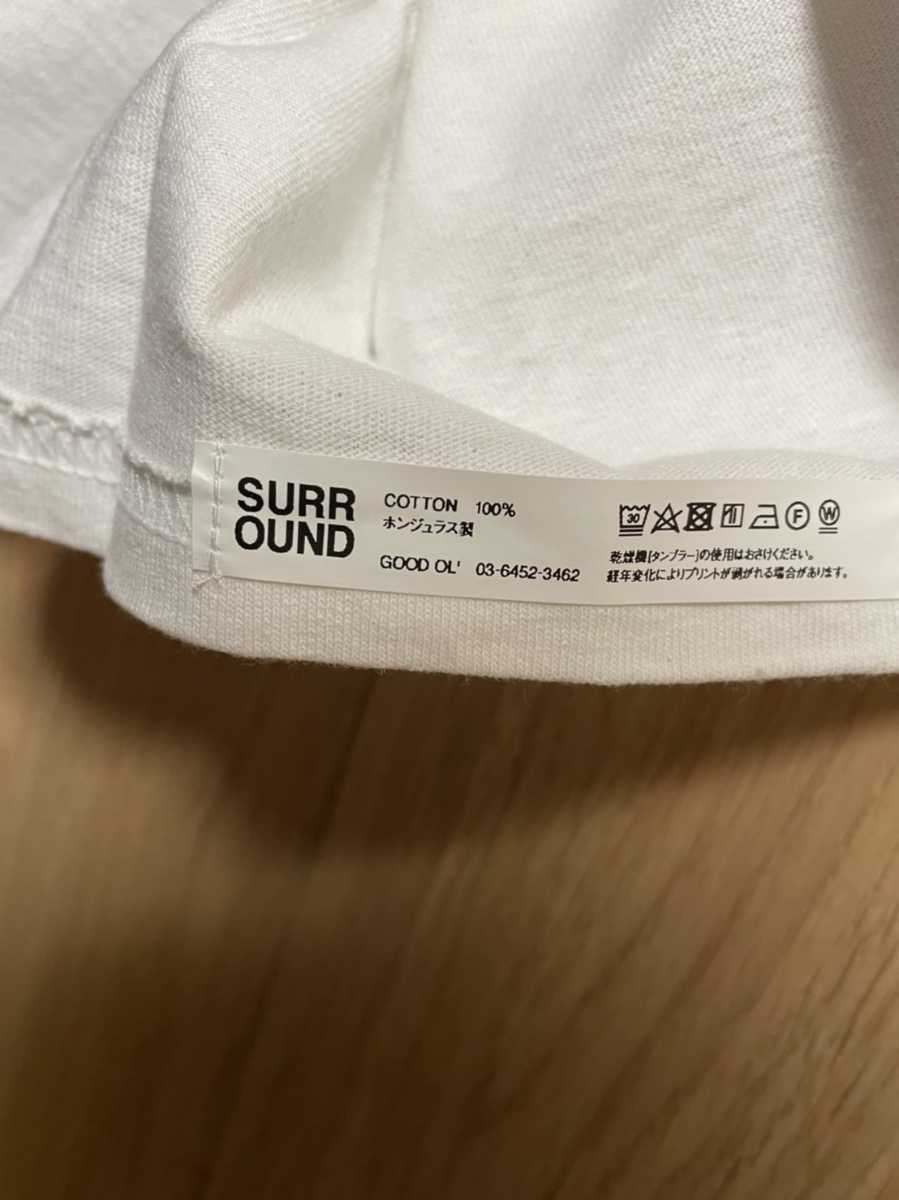 SURR
OUND
COTTON 100%
ホンジュラス製
GOOD OL' 03-6452-3462
30
F
W
乾燥機(タンブラー)の使用はおさけください。
経年変化によりプリントが剥がれる場合があります。